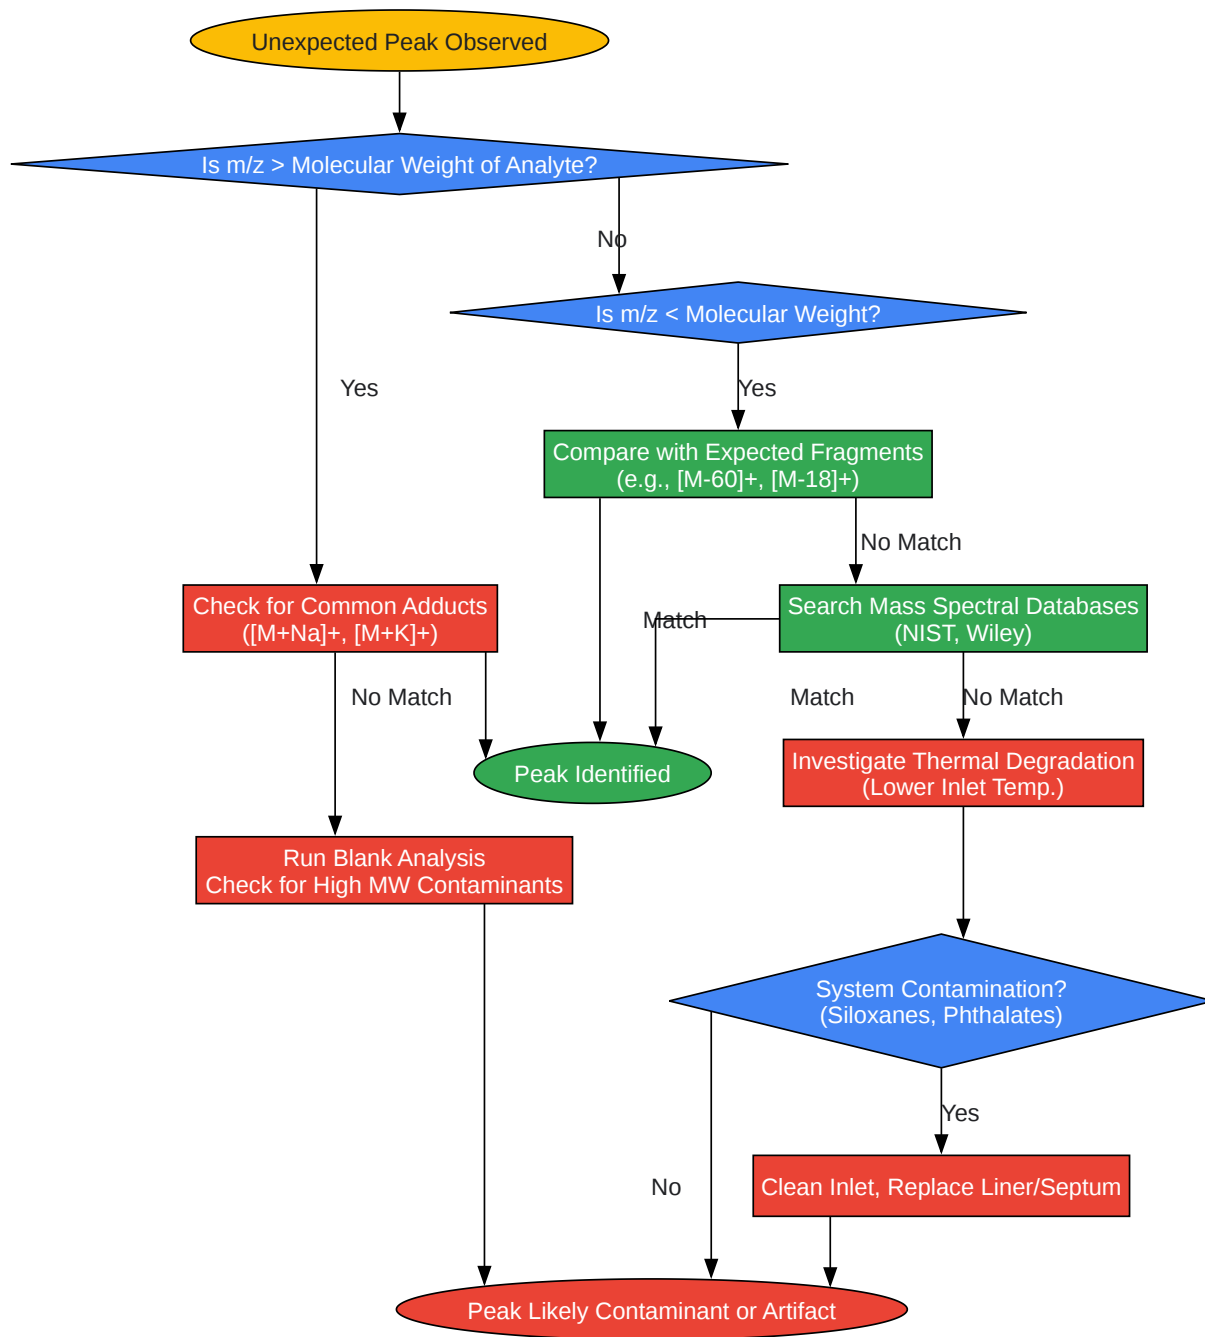 Unexpected Peak Observed
Is m/z > Molecular Weight of Analyte?
No
Is m/z < Molecular Weight?
Yes
Yes
Compare with Expected Fragments
(e.g., [M-60]+, [M-18]+)
No Match
Check for Common Adducts
([M+Na]+, [M+K]+)
Match
Search Mass Spectral Databases
(NIST, Wiley)
No Match
Match
No Match
Peak Identified
Investigate Thermal Degradation
(Lower Inlet Temp.)
Run Blank Analysis
Check for High MW Contaminants
System Contamination?
(Siloxanes, Phthalates)
Yes
No
Clean Inlet, Replace Liner/Septum
Peak Likely Contaminant or Artifact